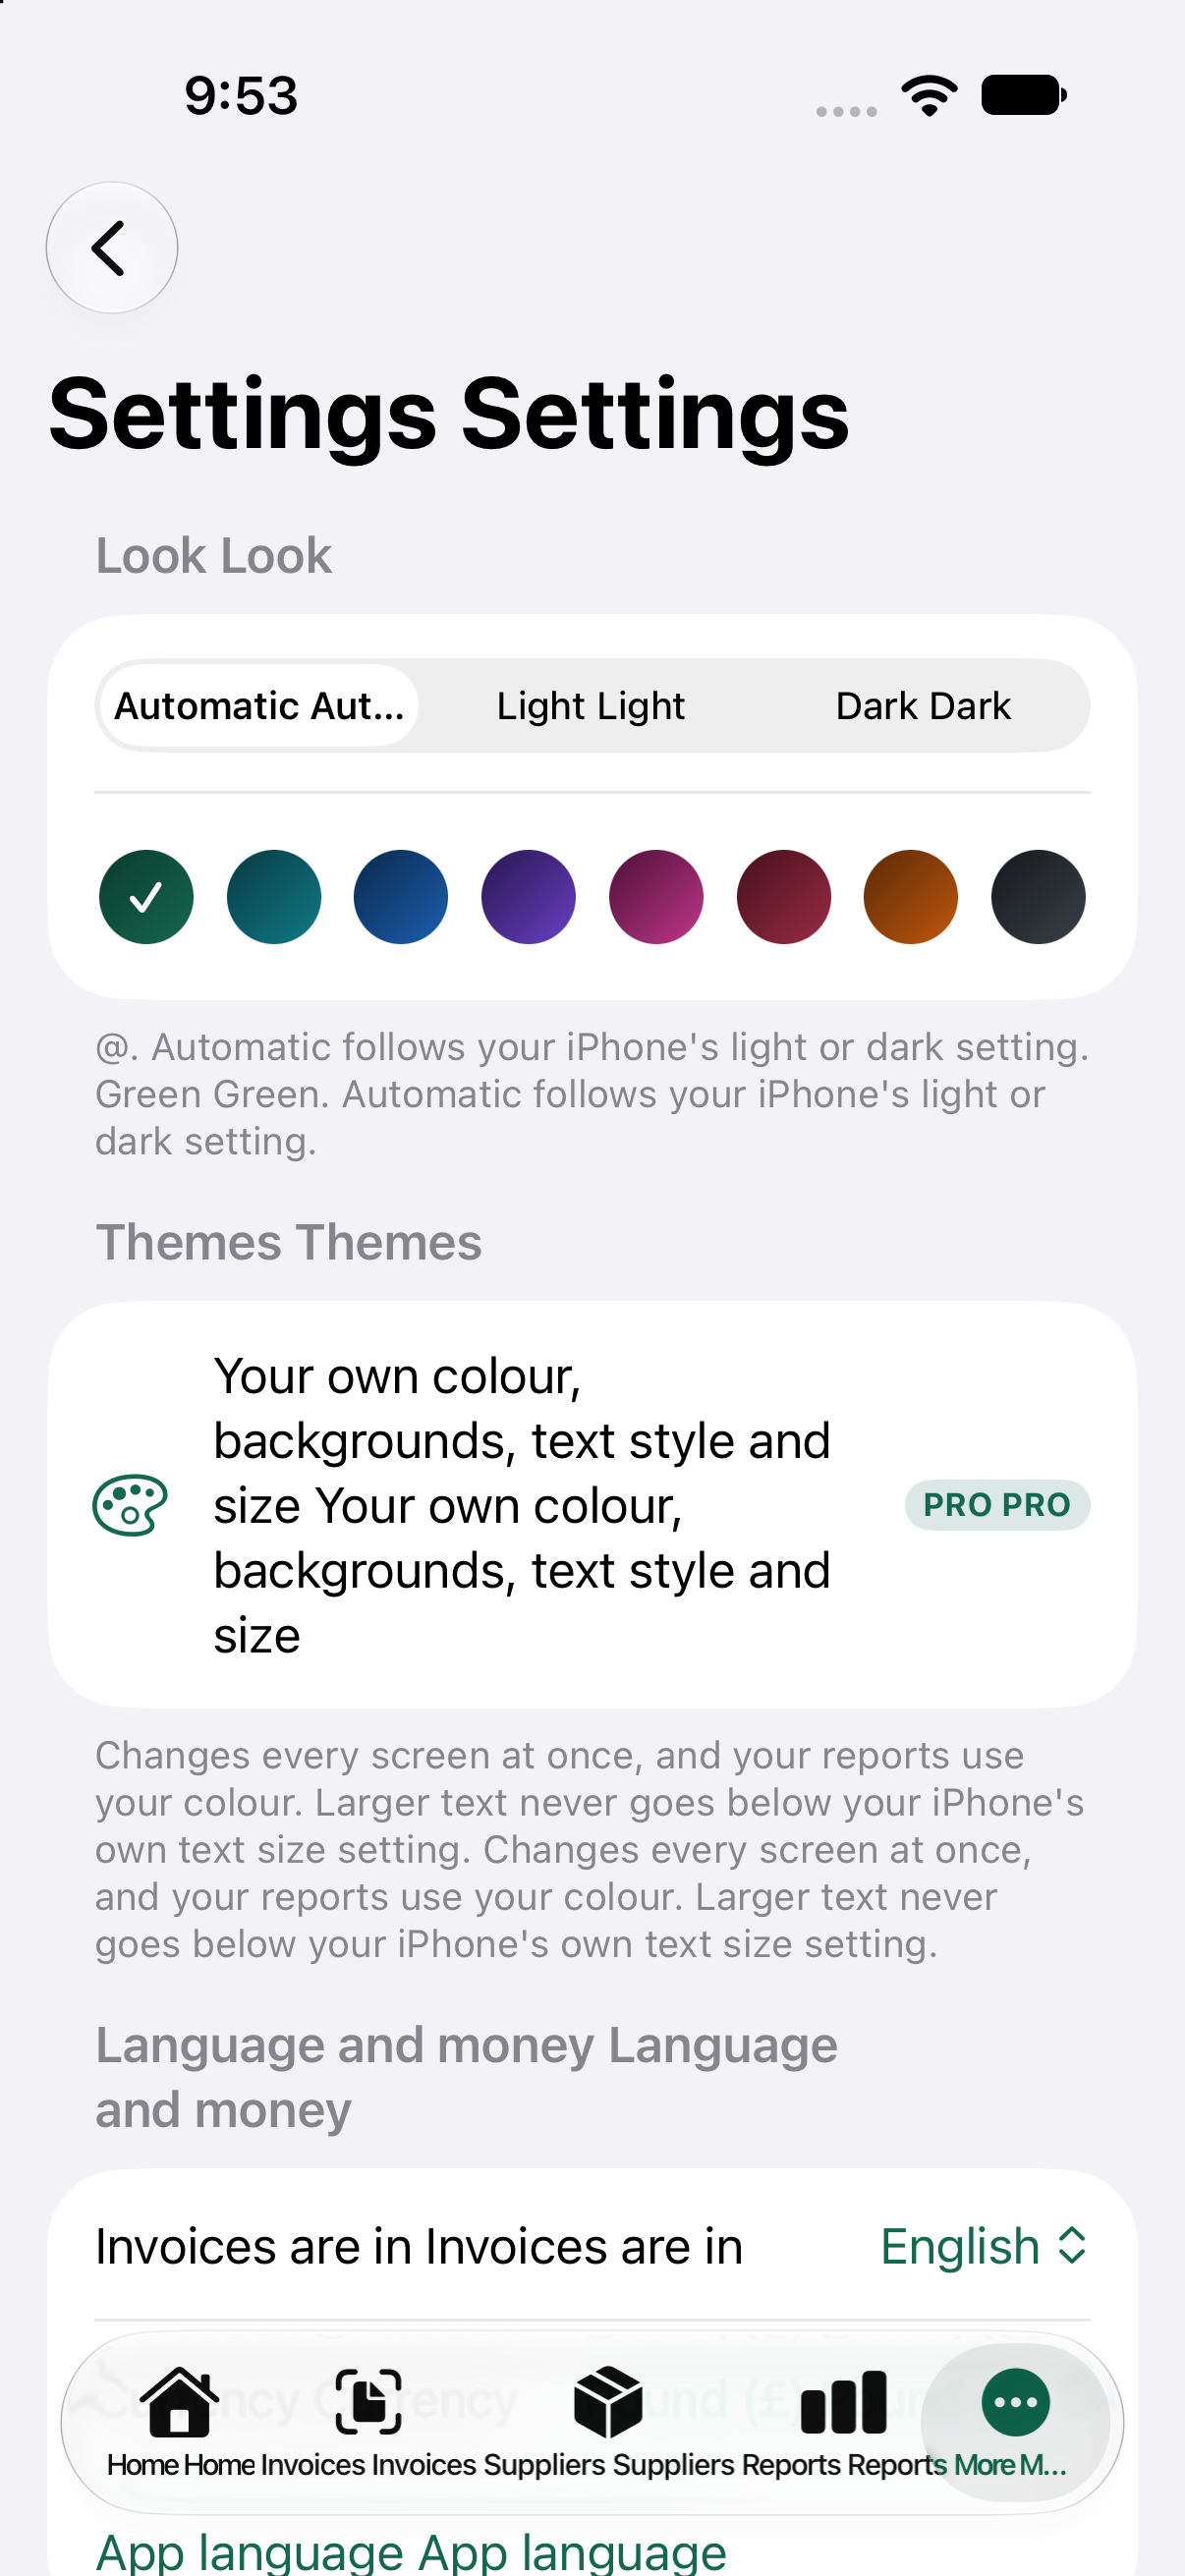 9:53
Settings Settings
Look Look
Automatic Aut...
Light Light
Dark Dark
@. Automatic follows your iPhone's light or dark setting.
Green Green. Automatic follows your iPhone's light or
dark setting.
Themes Themes
Your own colour,
backgrounds, text style and
size Your own colour,
backgrounds, text style and
size
PRO PRO
Changes every screen at once, and your reports use
your colour. Larger text never goes below your iPhone's
own text size setting. Changes every screen at once,
and your reports use your colour. Larger text never
goes below your iPhone's own text size setting.
Language and money Language
and money
Invoices are in Invoices are in
English
Home Home
Invoices Invoices
Suppliers Suppliers
Reports Reports
More M...
App language App language